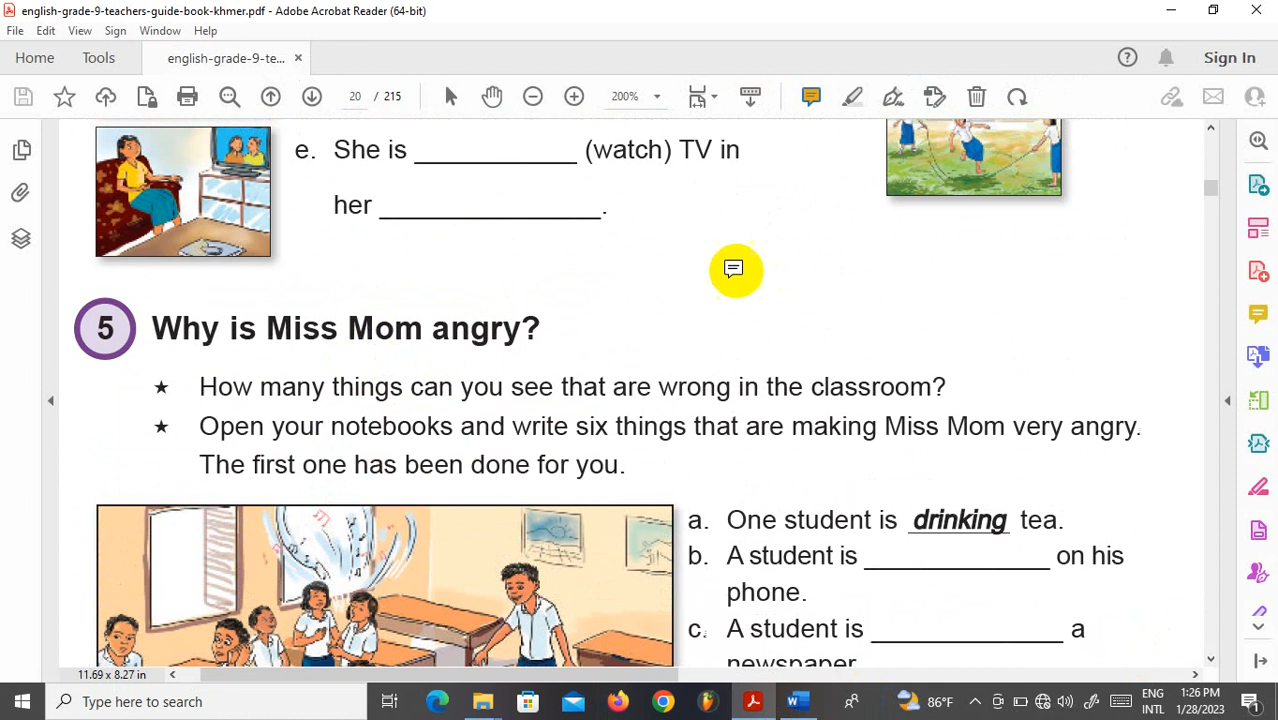 english-grade-9-teachers-guide-book-khmer.pdf - Adobe Acrobat Reader (64-bit)
File Edit View Sign Window Help
Home Tools english-grade-9-te... × Sign In
20 / 215 200%
e. She is ____________ (watch) TV in
her ________________.
5 Why is Miss Mom angry?
★ How many things can you see that are wrong in the classroom?
★ Open your notebooks and write six things that are making Miss Mom very angry.
The first one has been done for you.
a. One student is drinking tea.
b. A student is _____________ on his
phone.
c. A student is _____________ a
newspaper
11.69 x 8.27 in
Type here to search
86°F
ENG
INTL
1:26 PM
1/28/2023
1